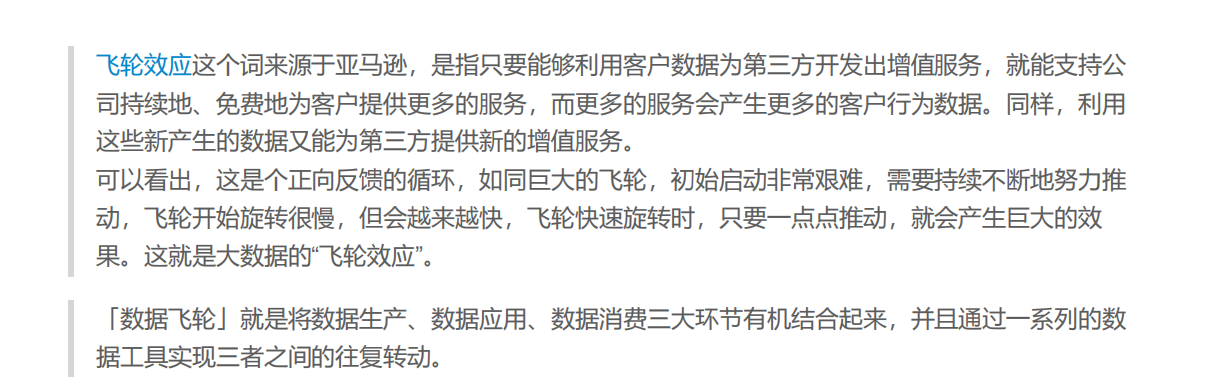 飞轮效应这个词来源于亚马逊，是指只要能够利用客户数据为第三方开发出增值服务，就能支持公
司持续地、免费地为客户提供更多的服务，而更多的服务会产生更多的客户行为数据。同样，利用
这些新产生的数据又能为第三方提供新的增值服务。
可以看出，这是个正向反馈的循环，如同巨大的飞轮，初始启动非常艰难，需要持续不断地努力推
动，飞轮开始旋转很慢，但会越来越快，飞轮快速旋转时，只要一点点推动，就会产生巨大的效
果。这就是大数据的“飞轮效应”。
「数据飞轮」就是将数据生产、数据应用、数据消费三大环节有机结合起来，并且通过一系列的数
据工具实现三者之间的往复转动。